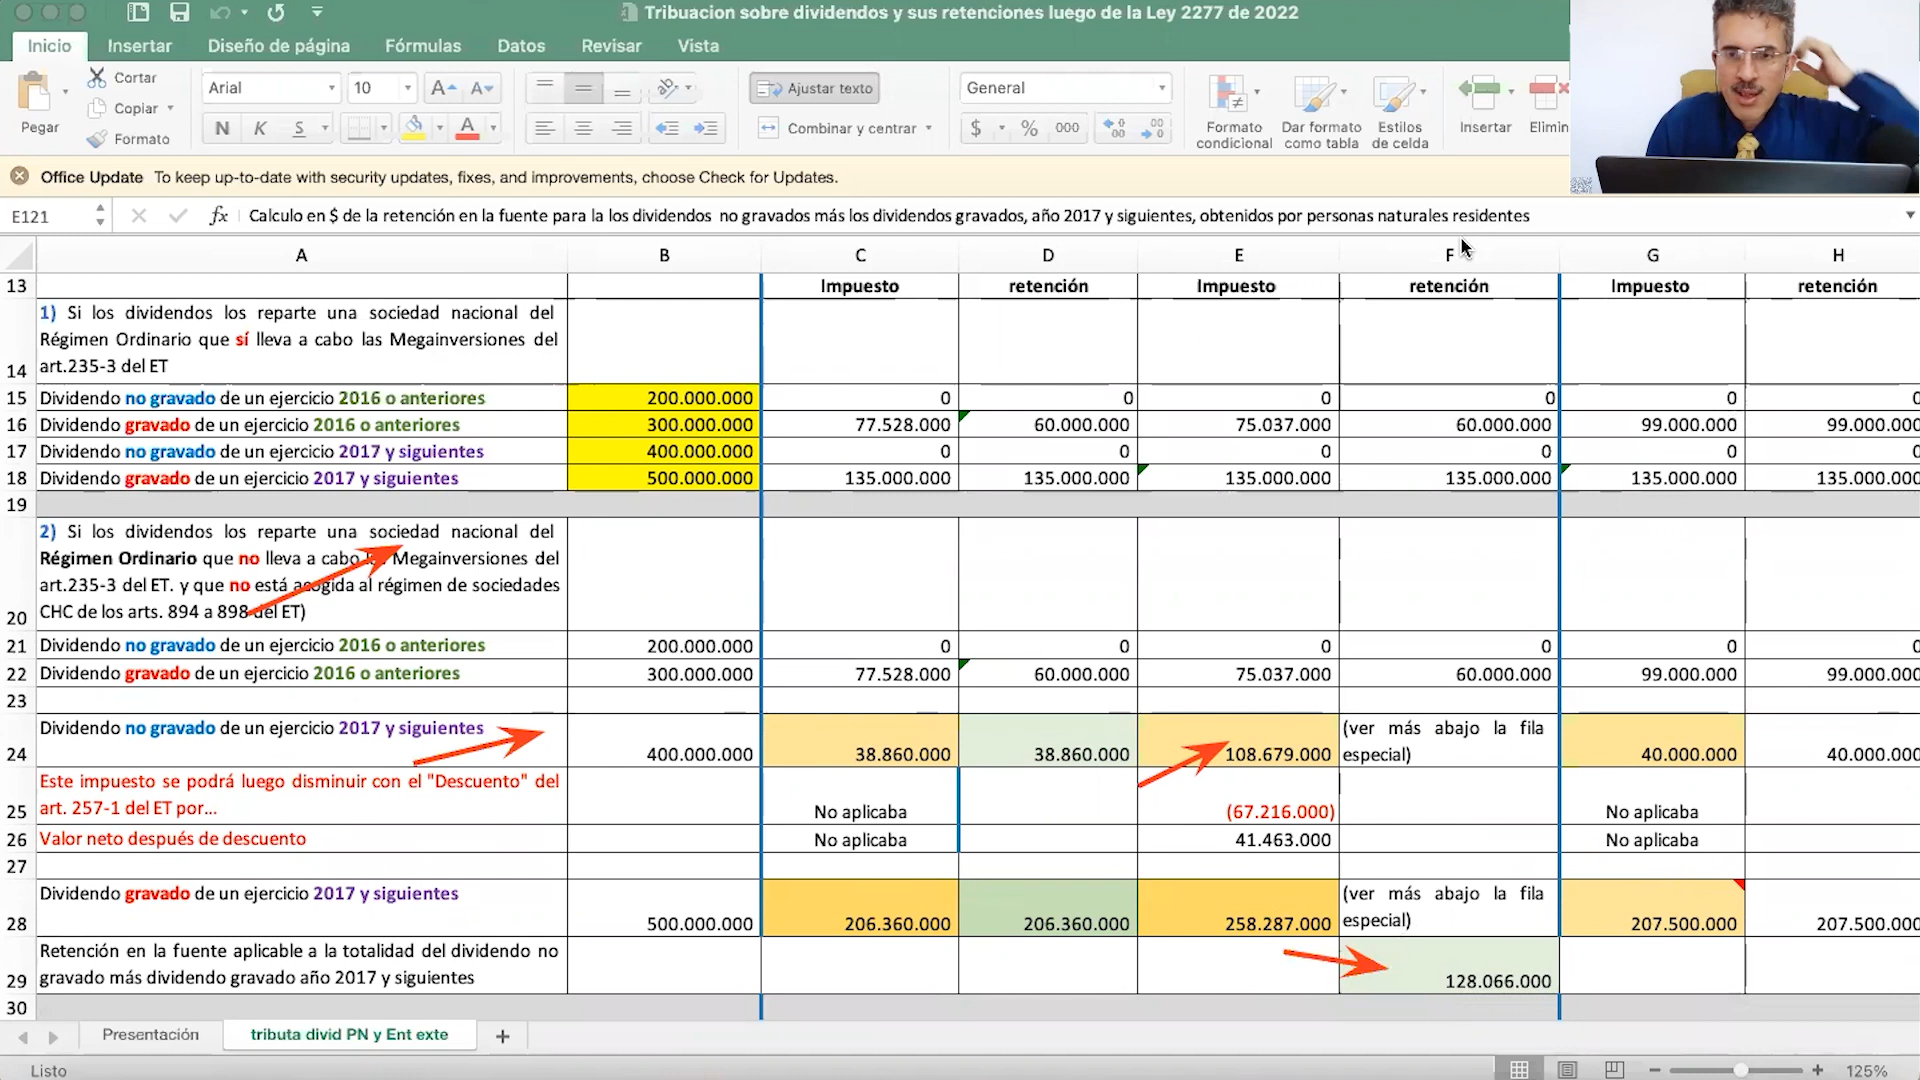 Tribuacion sobre dividendos y sus retenciones luego de la Ley 2277 de 2022
Inicio Insertar Diseño de página Fórmulas Datos Revisar Vista
Pegar Cortar Copiar Formato
Arial 10 A A
N K S A
Ajustar texto
Combinar y centrar
General
$ % 000
Formato condicional
Dar formato como tabla
Estilos de celda
Insertar Elimin
Office Update To keep up-to-date with security updates, fixes, and improvements, choose Check for Updates.
E121 fx Calculo en $ de la retención en la fuente para la los dividendos no gravados más los dividendos gravados, año 2017 y siguientes, obtenidos por personas naturales residentes
A B C D E F G H
13 Impuesto retención Impuesto retención Impuesto retención
1) Si los dividendos los reparte una sociedad nacional del
Régimen Ordinario que sí lleva a cabo las Megainversiones del
14 art.235-3 del ET
15 Dividendo no gravado de un ejercicio 2016 o anteriores 200.000.000 0 0 0 0 0 0
16 Dividendo gravado de un ejercicio 2016 o anteriores 300.000.000 77.528.000 60.000.000 75.037.000 60.000.000 99.000.000 99.000.000
17 Dividendo no gravado de un ejercicio 2017 y siguientes 400.000.000 0 0 0 0 0 0
18 Dividendo gravado de un ejercicio 2017 y siguientes 500.000.000 135.000.000 135.000.000 135.000.000 135.000.000 135.000.000 135.000.000
19
2) Si los dividendos los reparte una sociedad nacional del
Régimen Ordinario que no lleva a cabo Megainversiones del
art.235-3 del ET. y que no está acogida al régimen de sociedades
20 CHC de los arts. 894 a 898 del ET)
21 Dividendo no gravado de un ejercicio 2016 o anteriores 200.000.000 0 0 0 0 0 0
22 Dividendo gravado de un ejercicio 2016 o anteriores 300.000.000 77.528.000 60.000.000 75.037.000 60.000.000 99.000.000 99.000.000
23
Dividendo no gravado de un ejercicio 2017 y siguientes (ver más abajo la fila
24 400.000.000 38.860.000 38.860.000 108.679.000 especial) 40.000.000 40.000.000
Este impuesto se podrá luego disminuir con el "Descuento" del
25 art. 257-1 del ET por... No aplicaba (67.216.000) No aplicaba
26 Valor neto después de descuento No aplicaba 41.463.000 No aplicaba
27
Dividendo gravado de un ejercicio 2017 y siguientes (ver más abajo la fila
28 500.000.000 206.360.000 206.360.000 258.287.000 especial) 207.500.000 207.500.000
Retención en la fuente aplicable a la totalidad del dividendo no
29 gravado más dividendo gravado año 2017 y siguientes 128.066.000
30
Presentación tributa divid PN y Ent exte +
Listo 125%